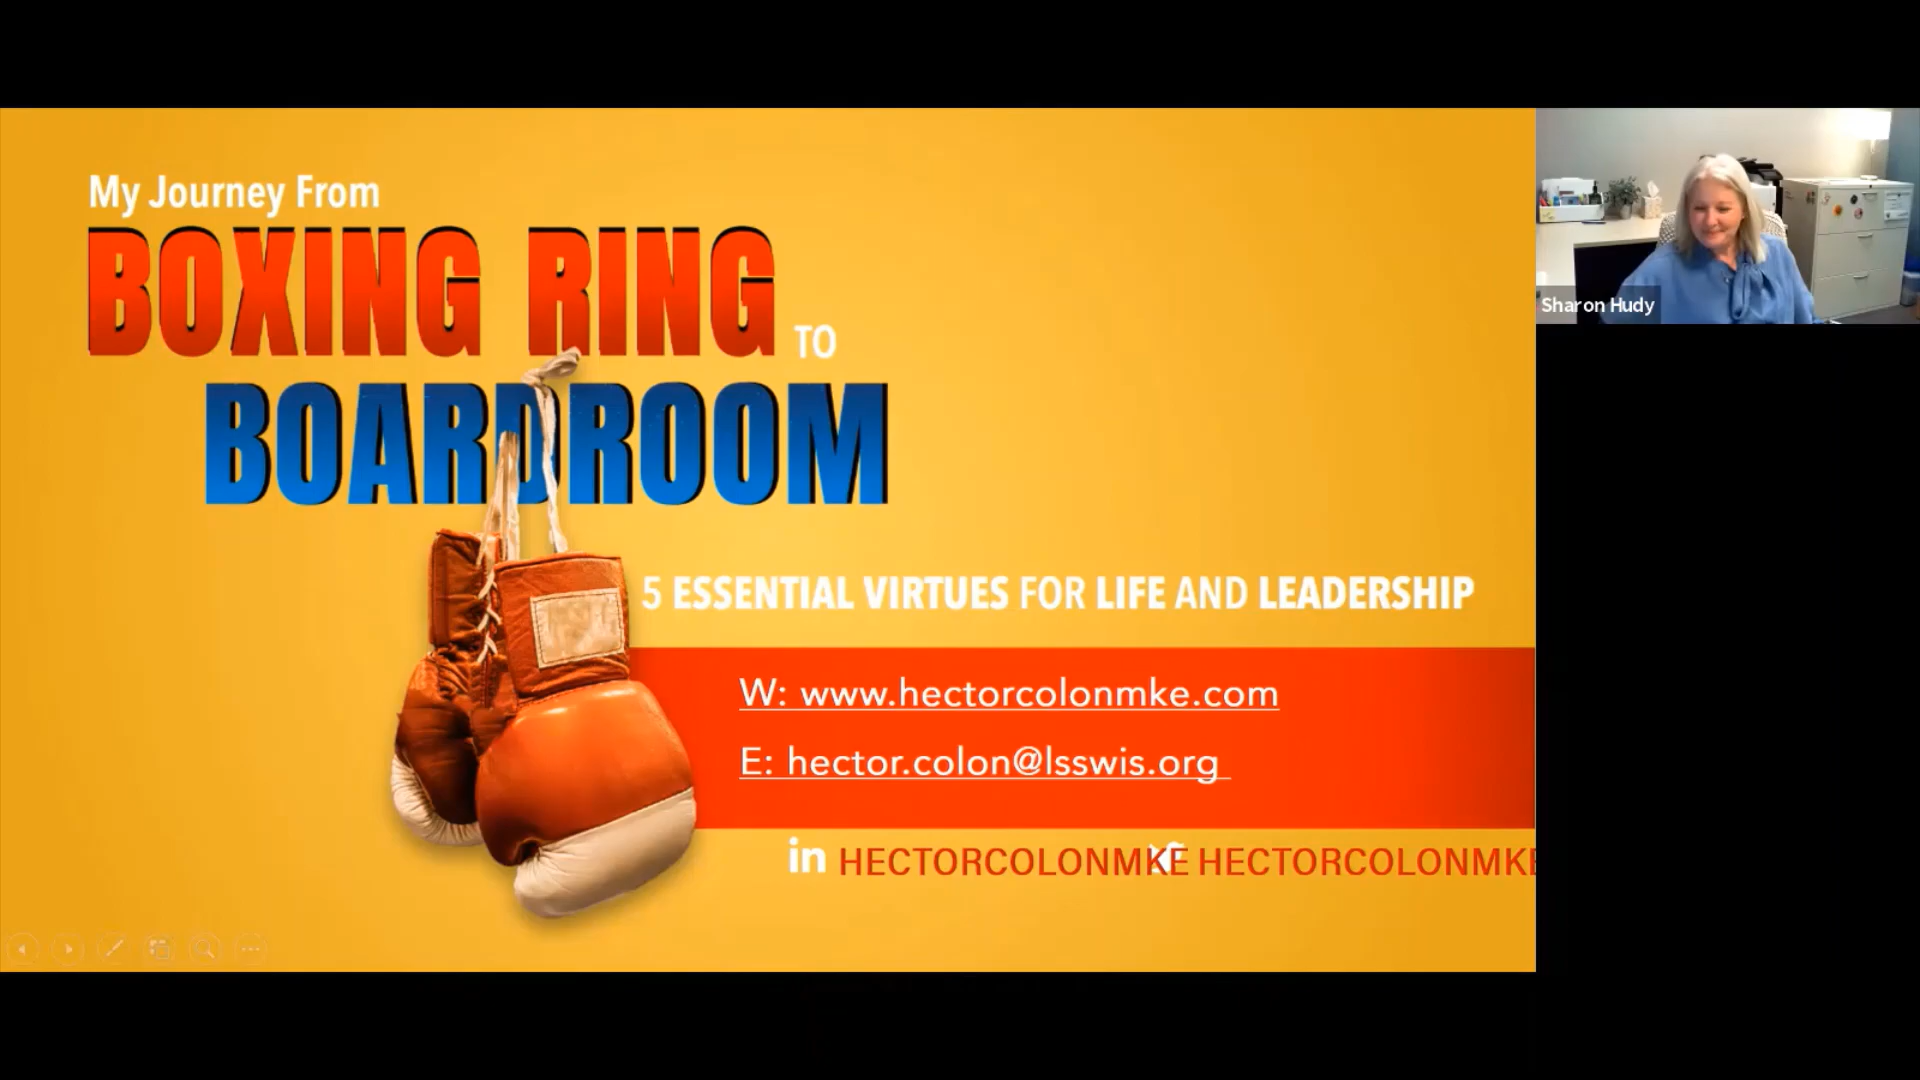 My Journey From
BOXING RING TO
BOARDROOM
5 ESSENTIAL VIRTUES FOR LIFE AND LEADERSHIP
W: www.hectorcolonmke.com
E: hector.colon@lsswis.org
in HECTORCOLONMKE HECTORCOLONMKE
Sharon Hudy